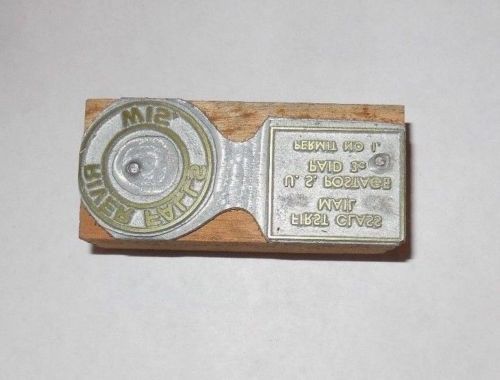 RIVER FALLS
WIS.
FIRST CLASS
MAIL
U. S. POSTAGE
PAID 3¢
PERMIT NO 1.